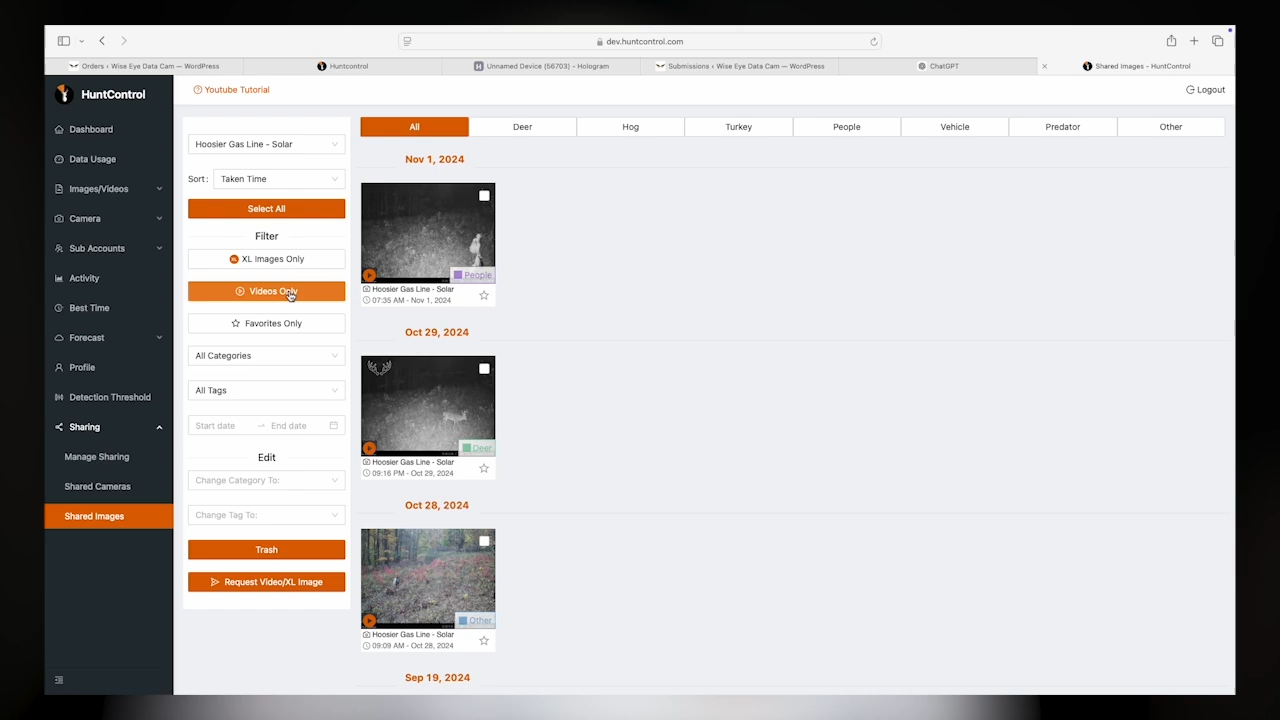 dev.huntcontrol.com
Orders ‹ Wise Eye Data Cam — WordPress
Huntcontrol
Unnamed Device (56703) - Hologram
Submissions ‹ Wise Eye Data Cam — WordPress
ChatGPT
Shared Images - HuntControl
HuntControl
Youtube Tutorial
Logout
Dashboard
Data Usage
Images/Videos
Camera
Sub Accounts
Activity
Best Time
Forecast
Profile
Detection Threshold
Sharing
Manage Sharing
Shared Cameras
Shared Images
Hoosier Gas Line - Solar
Sort: Taken Time
Select All
Filter
XL XL Images Only
Videos Only
Favorites Only
All Categories
All Tags
Start date End date
Edit
Change Category To:
Change Tag To:
Trash
Request Video/XL Image
All Deer Hog Turkey People Vehicle Predator Other
Nov 1, 2024
People
Hoosier Gas Line - Solar
07:35 AM - Nov 1, 2024
Oct 29, 2024
Deer
Hoosier Gas Line - Solar
09:16 PM - Oct 29, 2024
Oct 28, 2024
Other
Hoosier Gas Line - Solar
09:09 AM - Oct 28, 2024
Sep 19, 2024